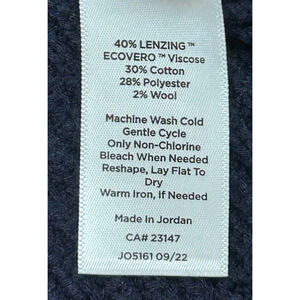 40% LENZING™
ECOVERO™ Viscose
30% Cotton
28% Polyester
2% Wool
Machine Wash Cold
Gentle Cycle
Only Non-Chlorine
Bleach When Needed
Reshape, Lay Flat To
Dry
Warm Iron, If Needed
Made in Jordan
CA# 23147
JO5161 09/22